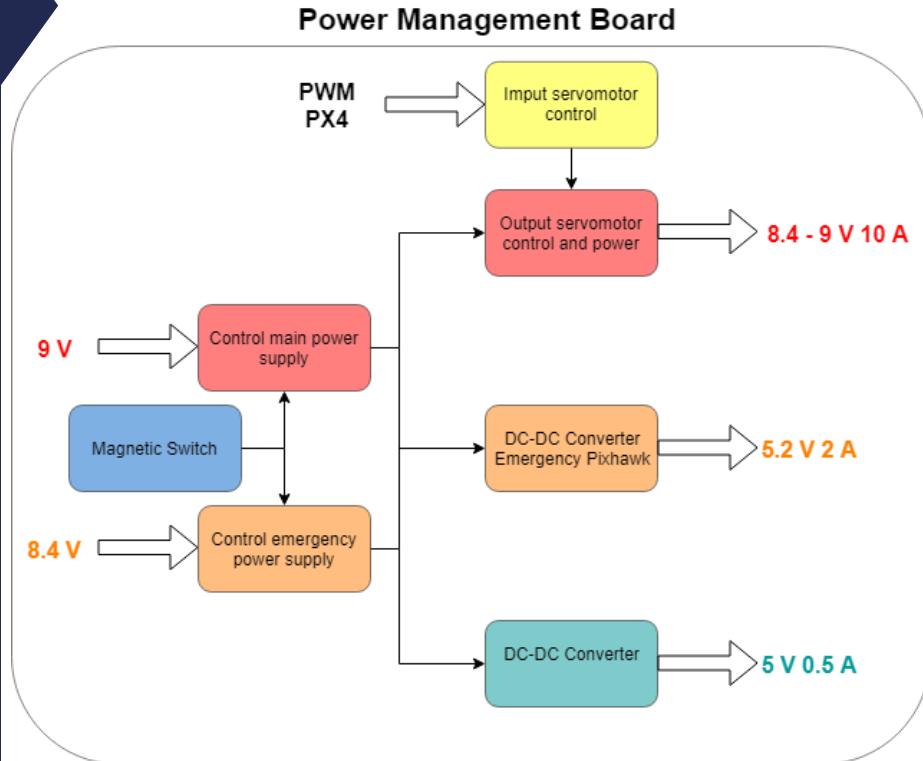 Power Management Board
PWM
PX4
Imput servomotor
control
Output servomotor
control and power
8.4 - 9 V 10 A
9 V
Control main power
supply
Magnetic Switch
DC-DC Converter
Emergency Pixhawk
5.2 V 2 A
8.4 V
Control emergency
power supply
DC-DC Converter
5 V 0.5 A